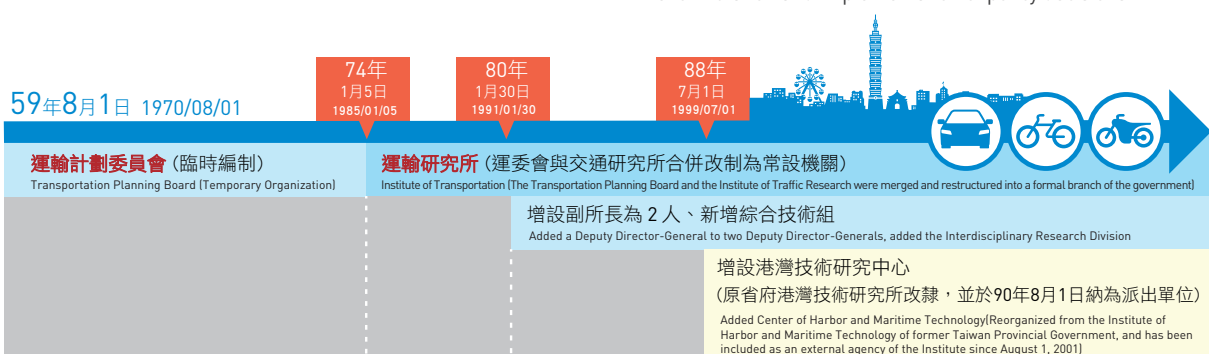 59年8月1日 1970/08/01
74年
1月5日
1985/01/05
80年
1月30日
1991/01/30
88年
7月1日
1999/07/01
運輸計劃委員會 (臨時編制)
Transportation Planning Board (Temporary Organization)
運輸研究所 (運委會與交通研究所合併改制為常設機關)
Institute of Transportation (The Transportation Planning Board and the Institute of Traffic Research were merged and restructured into a formal branch of the government)
增設副所長為 2 人、新增綜合技術組
Added a Deputy Director-General to two Deputy Director-Generals, added the Interdisciplinary Research Division
增設港灣技術研究中心
(原省府港灣技術研究所改隸,並於90年8月1日納為派出單位)
Added Center of Harbor and Maritime Technology(Reorganized from the Institute of
Harbor and Maritime Technology of former Taiwan Provincial Government, and has been
included as an external agency of the Institute since August 1, 2001)